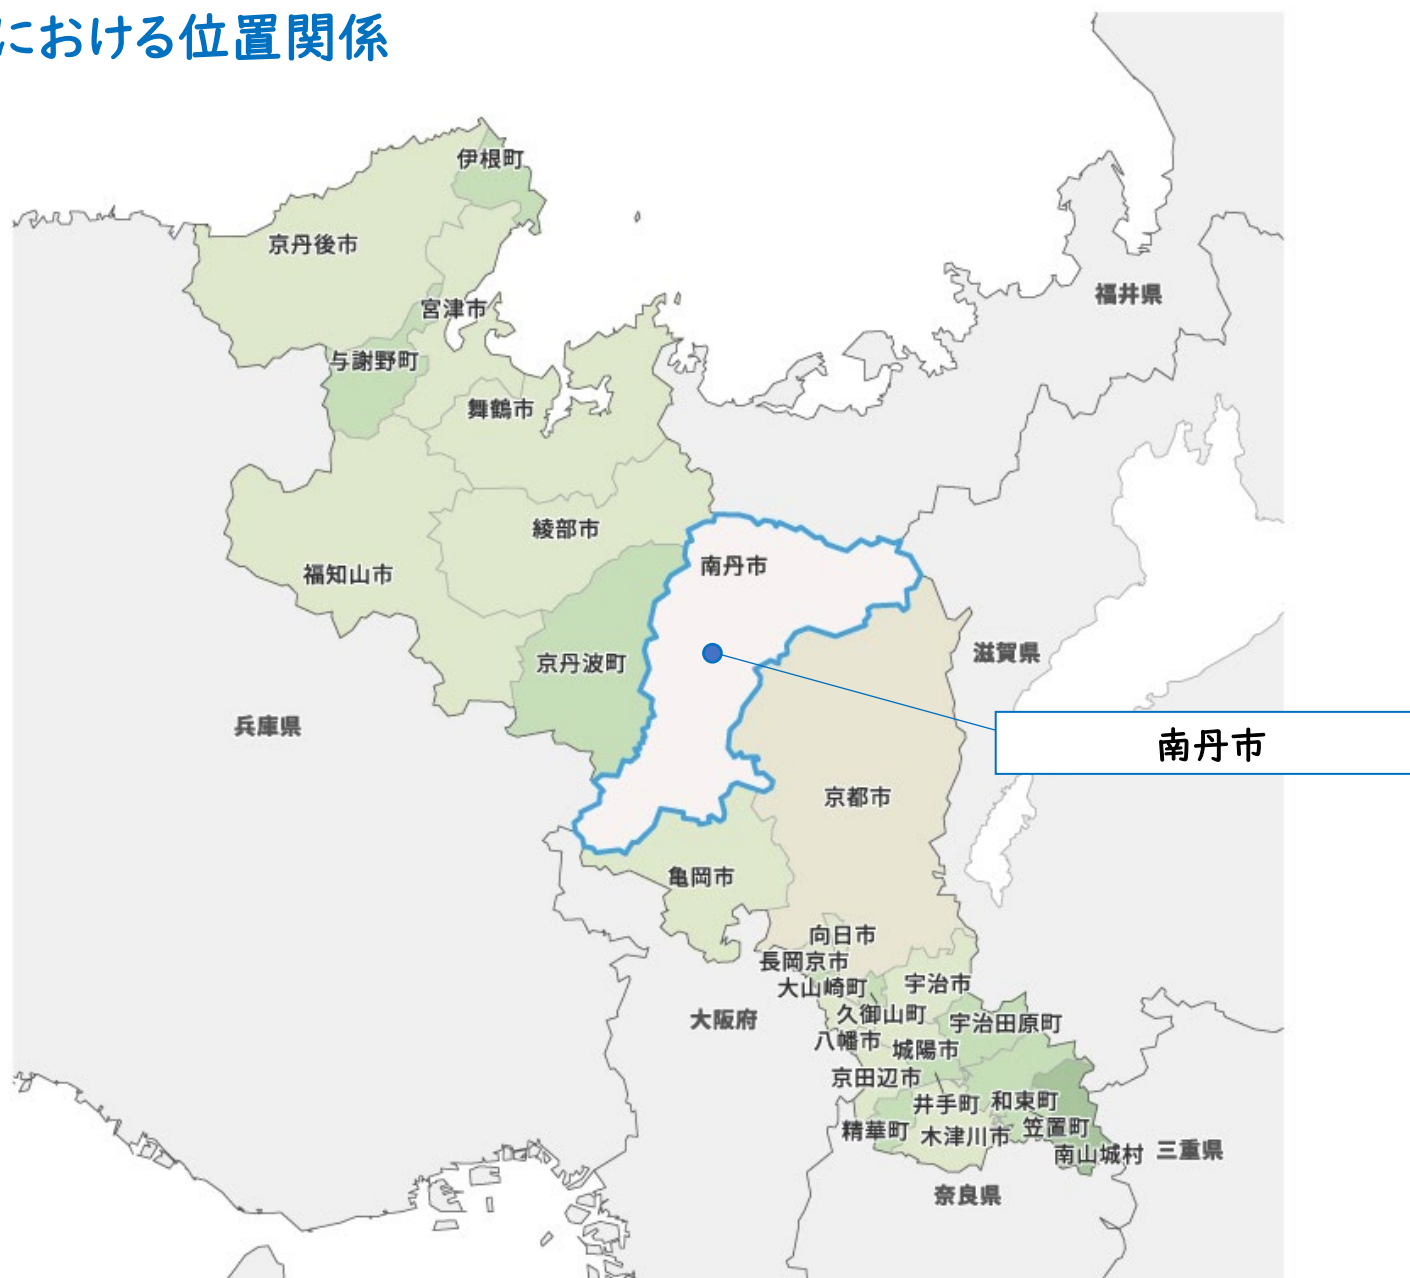 における位置関係
伊根町
京丹後市
福井県
宮津市
与謝野町
舞鶴市
綾部市
南丹市
福知山市
滋賀県
京丹波町
兵庫県
南丹市
京都市
亀岡市
向日市
長岡京市
宇治市
大山崎町
久御山町
大阪府
宇治田原町
八幡市
城陽市
京田辺市
井手町
和束町
笠置町
精華町
木津川市
南山城村
三重県
奈良県